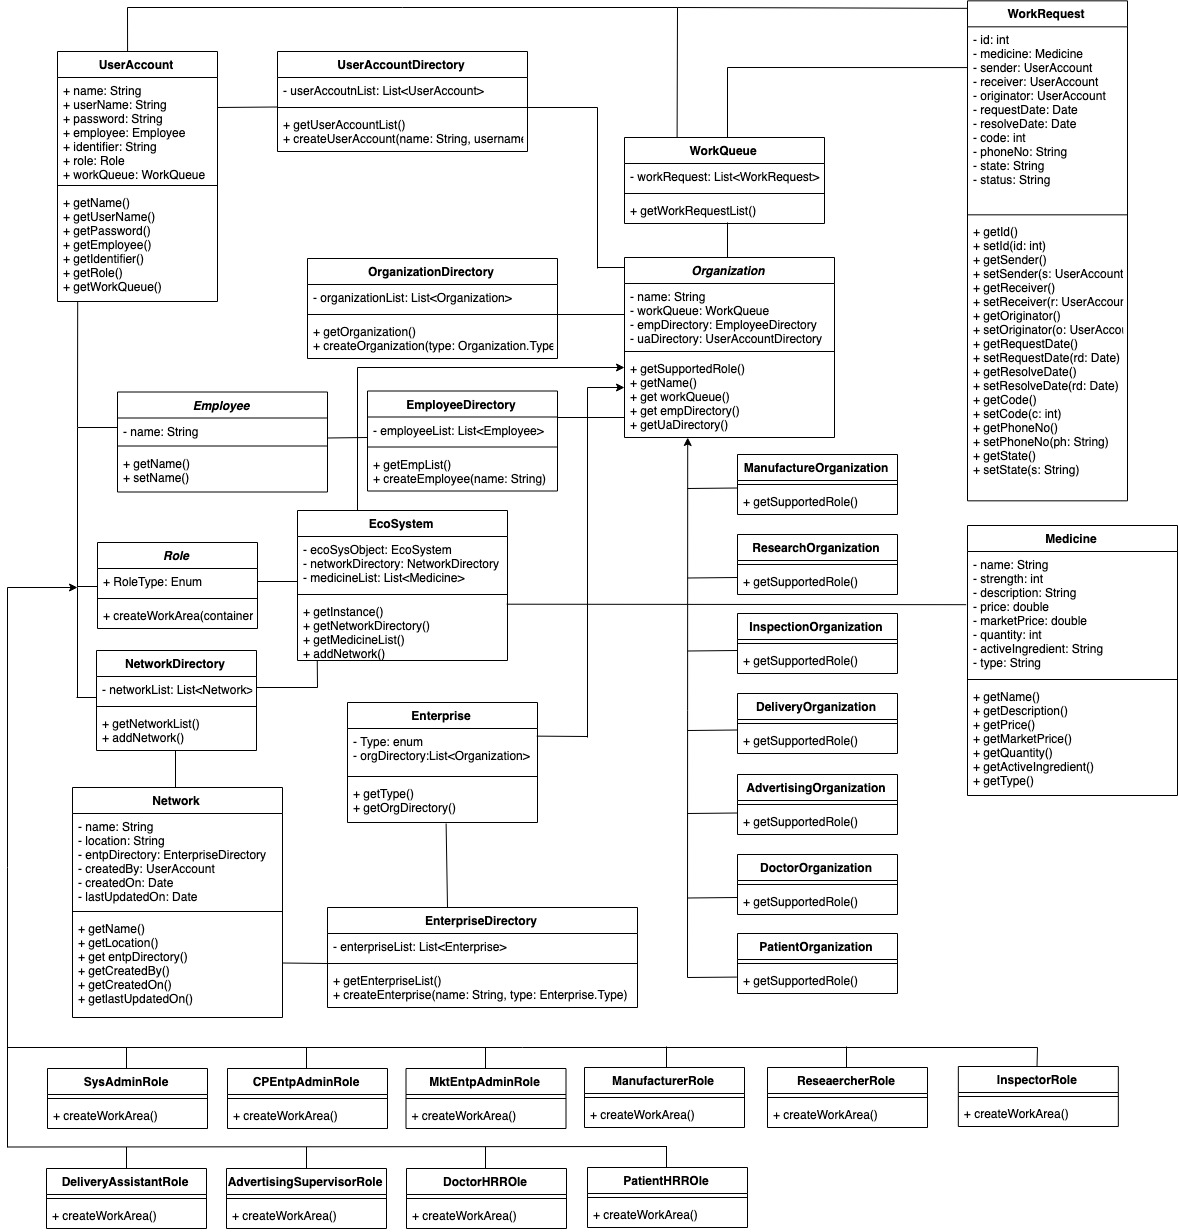 WorkRequest
- id: int
- medicine: Medicine
- sender: UserAccount
- receiver: UserAccount
- originator: UserAccount
- requestDate: Date
- resolveDate: Date
- code: int
- phoneNo: String
- state: String
- status: String
+ getId()
+ setId(id: int)
+ getSender()
+ setSender(s: UserAccount
+ getReceiver()
+ setReceiver(r: UserAccour
+ getOriginator()
+ setOriginator(o: UserAccou
+ getRequestDate()
+ setRequestDate(rd: Date)
+ getResolveDate()
+ setResolveDate(rd: Date)
+ getCode()
+ setCode(c: int)
+ getPhoneNo()
+ setPhoneNo(ph: String)
+ getState()
+ setState(s: String)
UserAccount
+ name: String
+ userName: String
+ password: String
+ employee: Employee
+ identifier: String
+ role: Role
+ workQueue: WorkQueue
+ getName()
+ getUserName()
+ getPassword()
+ getEmployee()
+ getIdentifier()
+ getRole()
+ getWorkQueue()
UserAccountDirectory
- userAccoutnList: List<UserAccount>
+ getUserAccountList()
+ createUserAccount(name: String, username
WorkQueue
- workRequest: List<WorkRequest>
+ getWorkRequestList()
OrganizationDirectory
- organizationList: List<Organization>
+ getOrganization()
+ createOrganization(type: Organization.Type
Organization
- name: String
- workQueue: WorkQueue
- empDirectory: EmployeeDirectory
- uaDirectory: UserAccountDirectory
+ getSupportedRole()
+ getName()
+ get workQueue()
+ get empDirectory()
+ getUaDirectory()
Employee
- name: String
+ getName()
+ setName()
EmployeeDirectory
- employeeList: List<Employee>
+ getEmpList()
+ createEmployee(name: String)
ManufactureOrganization
+ getSupportedRole()
EcoSystem
- ecoSysObject: EcoSystem
- networkDirectory: NetworkDirectory
- medicineList: List<Medicine>
+ getInstance()
+ getNetworkDirectory()
+ getMedicineList()
+ addNetwork()
Role
+ RoleType: Enum
+ createWorkArea(container
ResearchOrganization
+ getSupportedRole()
Medicine
- name: String
- strength: int
- description: String
- price: double
- marketPrice: double
- quantity: int
- activeIngredient: String
- type: String
+ getName()
+ getDescription()
+ getPrice()
+ getMarketPrice()
+ getQuantity()
+ getActiveIngredient()
+ getType()
InspectionOrganization
+ getSupportedRole()
NetworkDirectory
- networkList: List<Network>
+ getNetworkList()
+ addNetwork()
Enterprise
- Type: enum
- orgDirectory:List<Organization>
+ getType()
+ getOrgDirectory()
DeliveryOrganization
+ getSupportedRole()
AdvertisingOrganization
+ getSupportedRole()
Network
- name: String
- location: String
- entpDirectory: EnterpriseDirectory
- createdBy: UserAccount
- createdOn: Date
- lastUpdatedOn: Date
+ getName()
+ getLocation()
+ get entpDirectory()
+ getCreatedBy()
+ getCreatedOn()
+ getlastUpdatedOn()
DoctorOrganization
+ getSupportedRole()
EnterpriseDirectory
- enterpriseList: List<Enterprise>
+ getEnterpriseList()
+ createEnterprise(name: String, type: Enterprise.Type)
PatientOrganization
+ getSupportedRole()
SysAdminRole
+ createWorkArea()
CPEntpAdminRole
+ createWorkArea()
MktEntpAdminRole
+ createWorkArea()
ManufacturerRole
+ createWorkArea()
ReseaercherRole
+ createWorkArea()
InspectorRole
+ createWorkArea()
DeliveryAssistantRole
+ createWorkArea()
AdvertisingSupervisorRole
+ createWorkArea()
DoctorHRROle
+ createWorkArea()
PatientHRROle
+ createWorkArea()